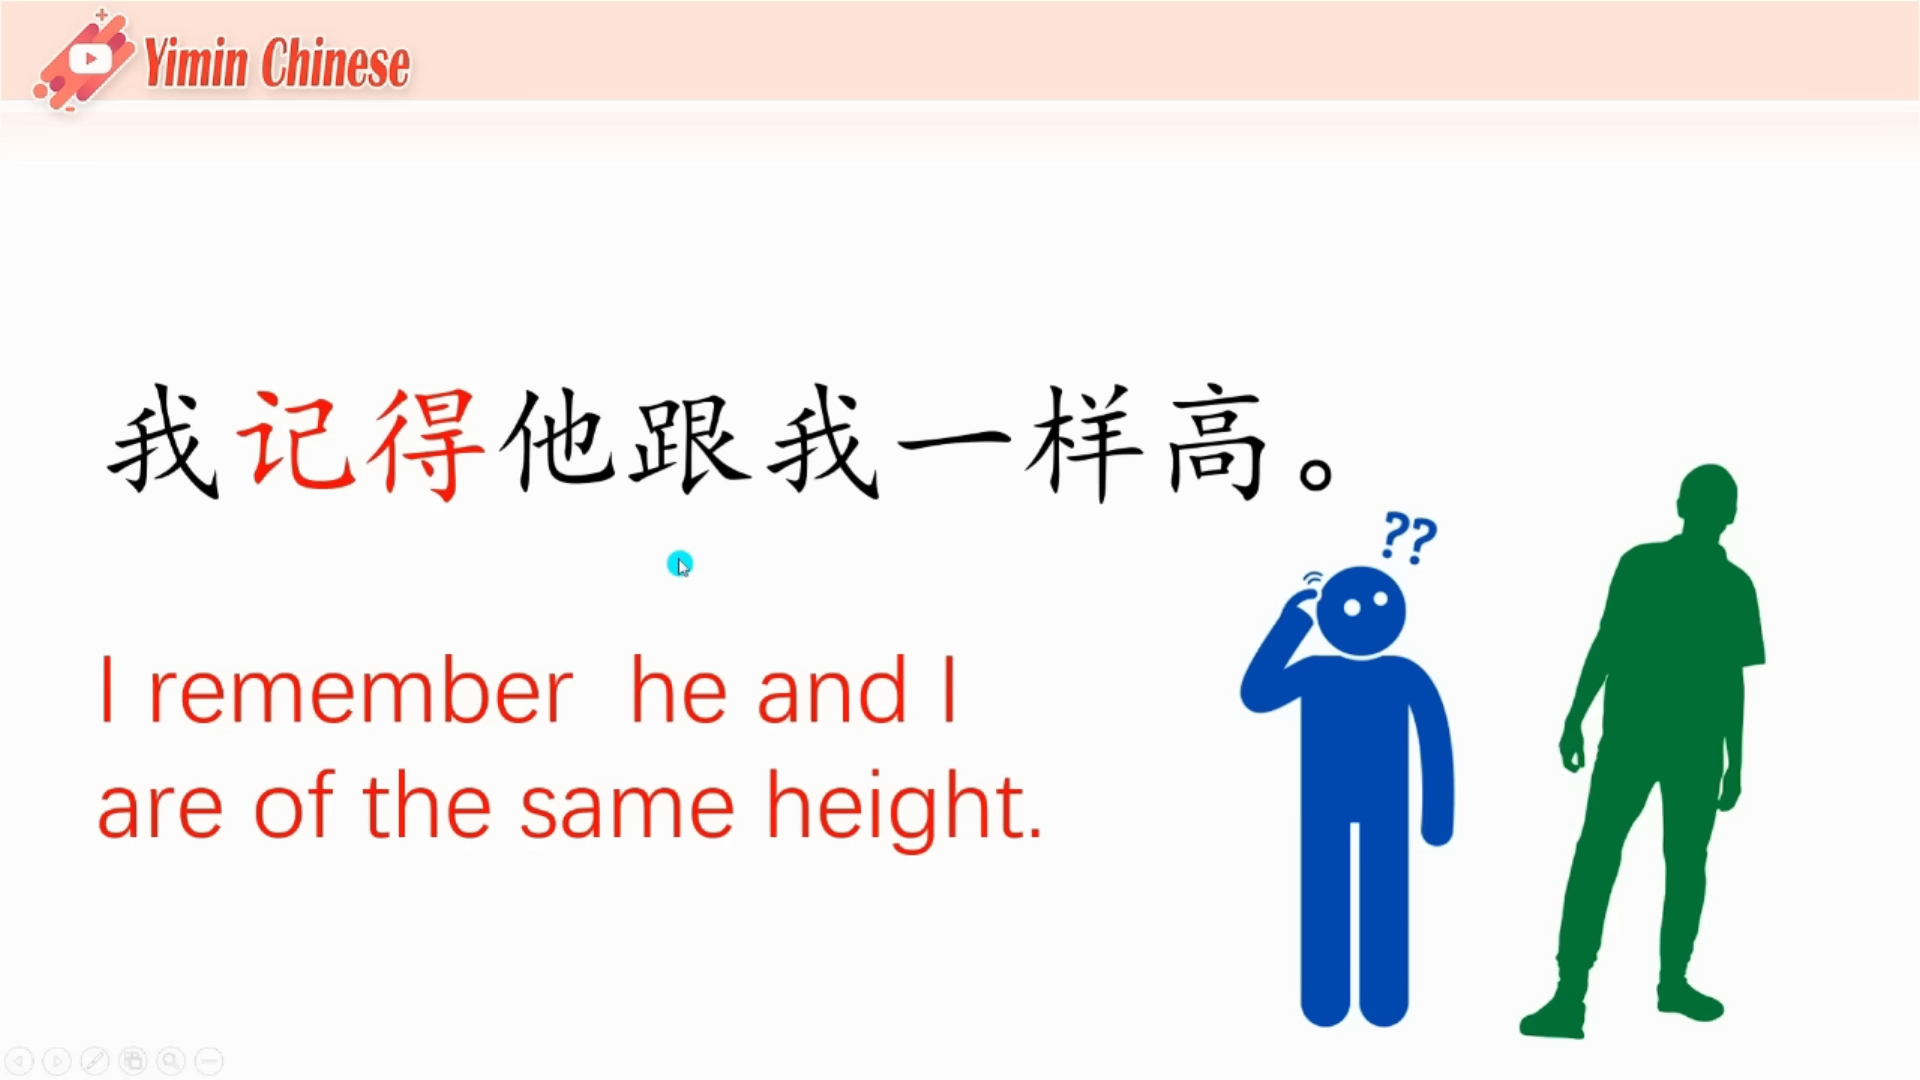 Yimin Chinese
我记得他跟我一样高。
??
I remember he and I
are of the same height.